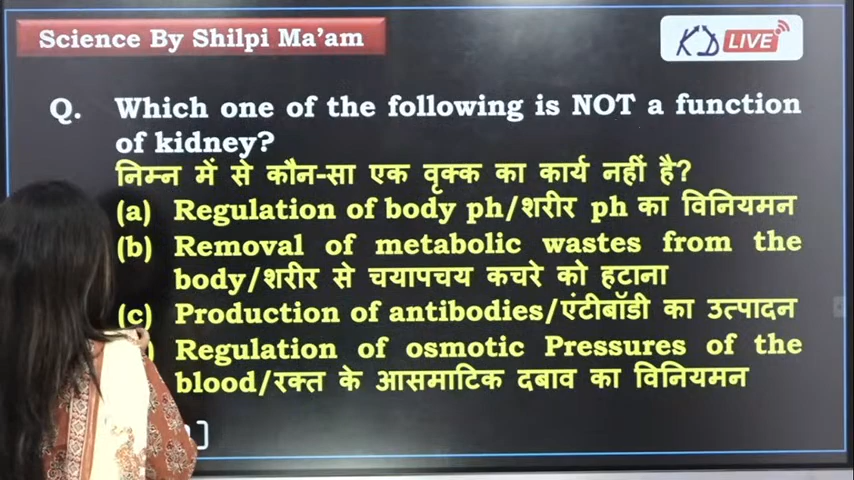 Science By Shilpi Ma'am
KD LIVE
Q. Which one of the following is NOT a function
of kidney?
निम्न में से कौन-सा एक वृक्क का कार्य नहीं है?
(a) Regulation of body ph/शरीर ph का विनियमन
(b) Removal of metabolic wastes from the
body/शरीर से चयापचय कचरे को हटाना
(c) Production of antibodies/एंटीबॉडी का उत्पादन
Regulation of osmotic Pressures of the
blood/रक्त के आसमाटिक दबाव का विनियमन
]